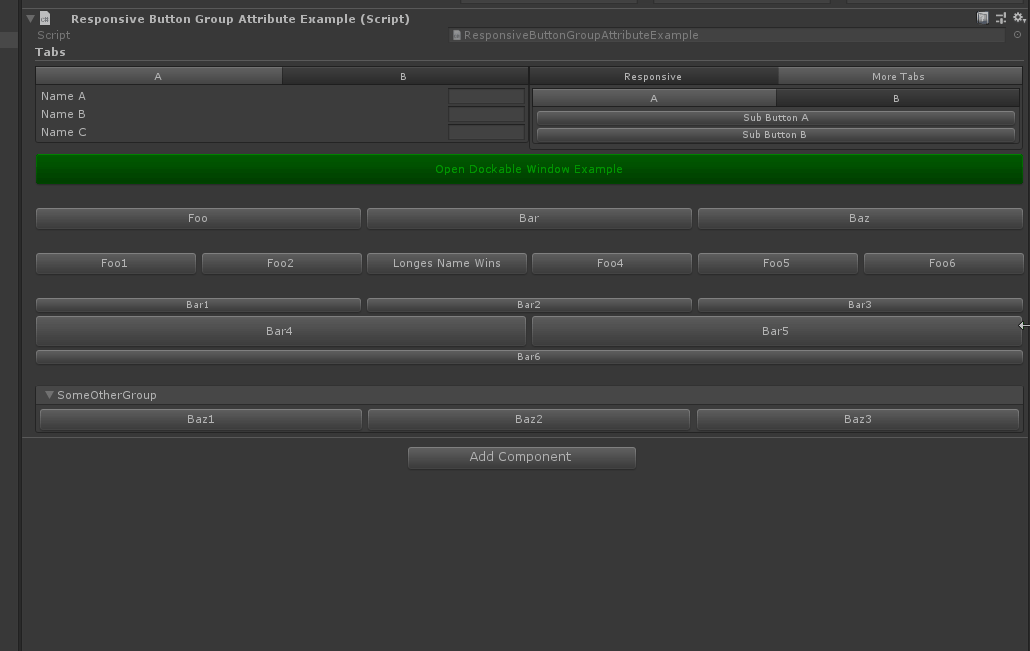 Responsive Button Group Attribute Example (Script)
Script ResponsiveButtonGroupAttributeExample
Tabs
A B Responsive More Tabs
Name A A B
Name B Sub Button A
Name C Sub Button B
Open Dockable Window Example
Foo Bar Baz
Foo1 Foo2 Longes Name Wins Foo4 Foo5 Foo6
Bar1 Bar2 Bar3
Bar4 Bar5
Bar6
SomeOtherGroup
Baz1 Baz2 Baz3
Add Component